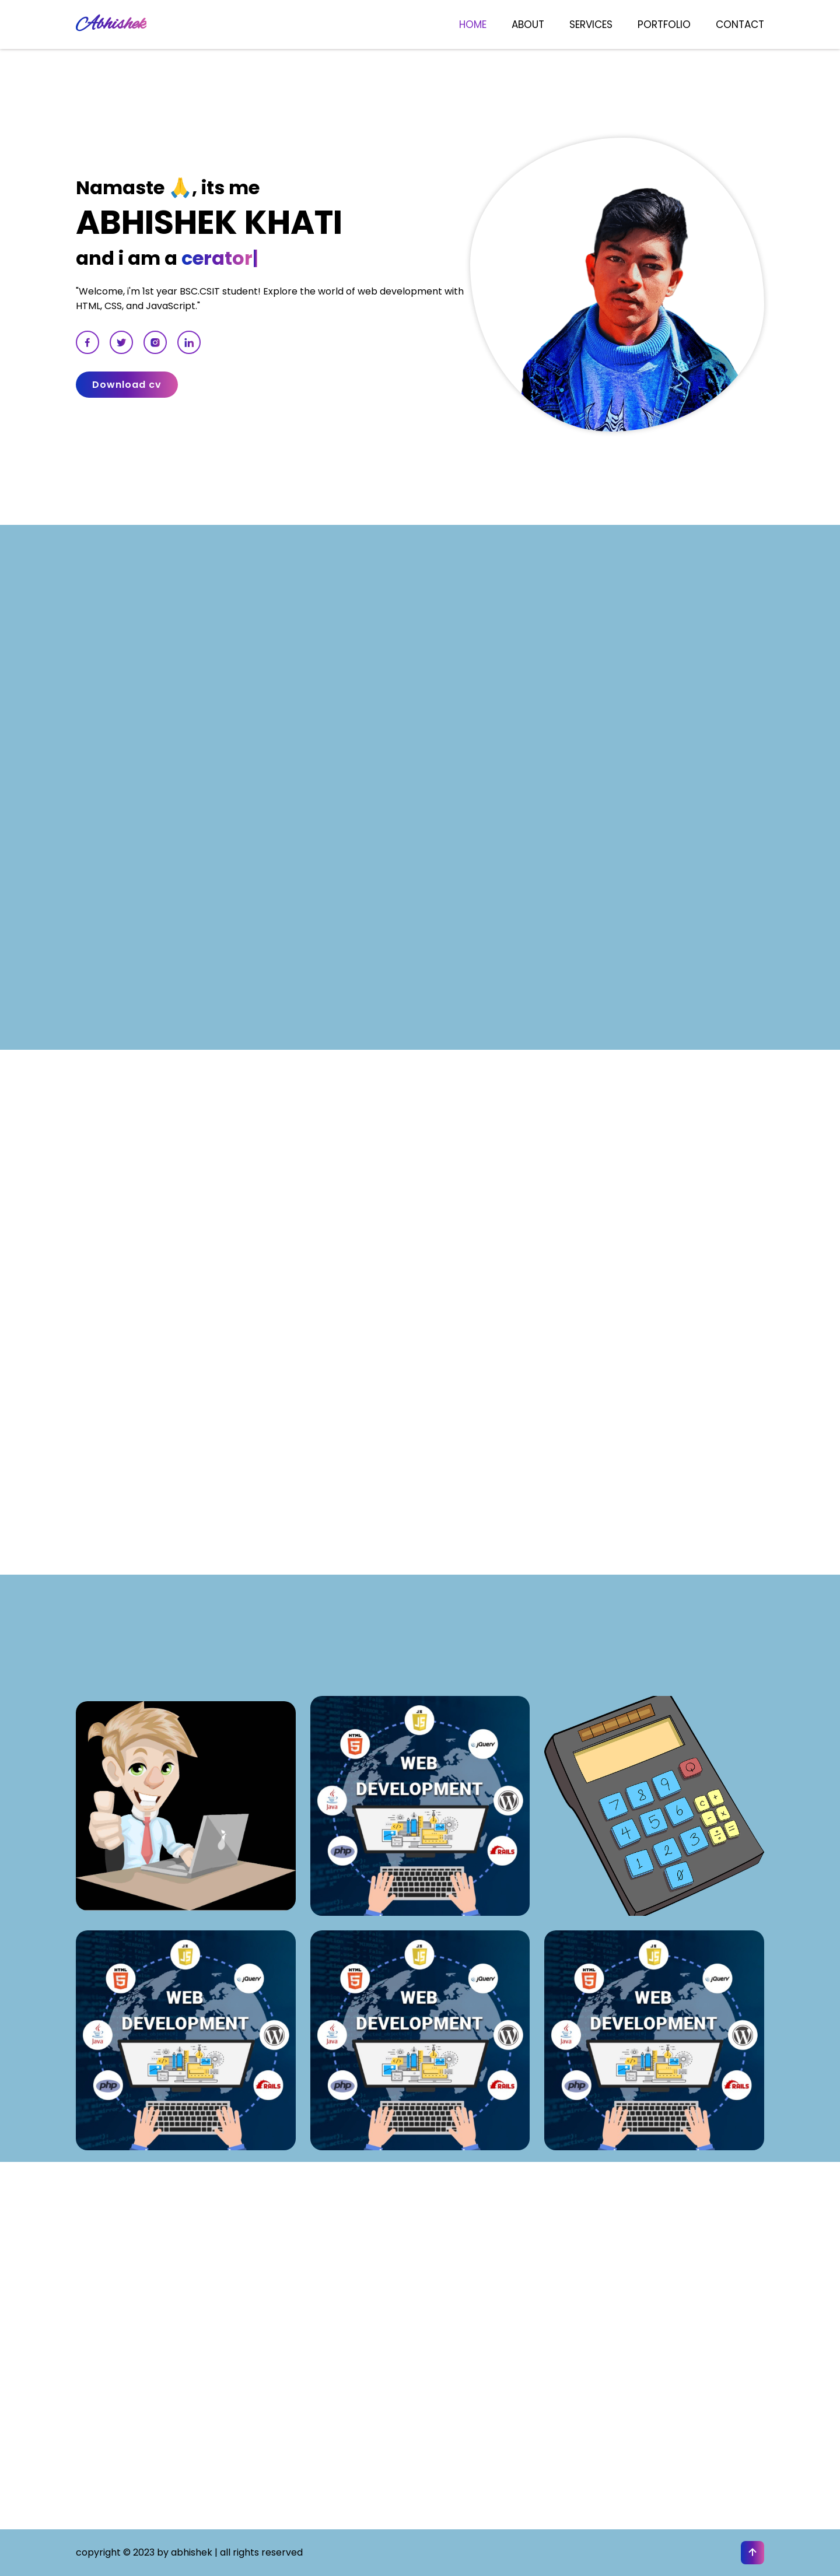 Abhishek
HOME ABOUT SERVICES PORTFOLIO CONTACT
Namaste 🙏, its me
ABHISHEK KHATI
and i am a cerator|
"Welcome, i'm 1st year BSC.CSIT student! Explore the world of web development with
HTML, CSS, and JavaScript."
Download cv
JS
HTML
jQuery
WEB
DEVELOPMENT
Java
php
RAILS
7 8 9
4 5 6
1 2 3
0
C +
- ×
÷ =
JS
HTML
jQuery
WEB
DEVELOPMENT
Java
php
RAILS
JS
HTML
jQuery
WEB
DEVELOPMENT
Java
php
RAILS
JS
HTML
jQuery
WEB
DEVELOPMENT
Java
php
RAILS
copyright © 2023 by abhishek | all rights reserved